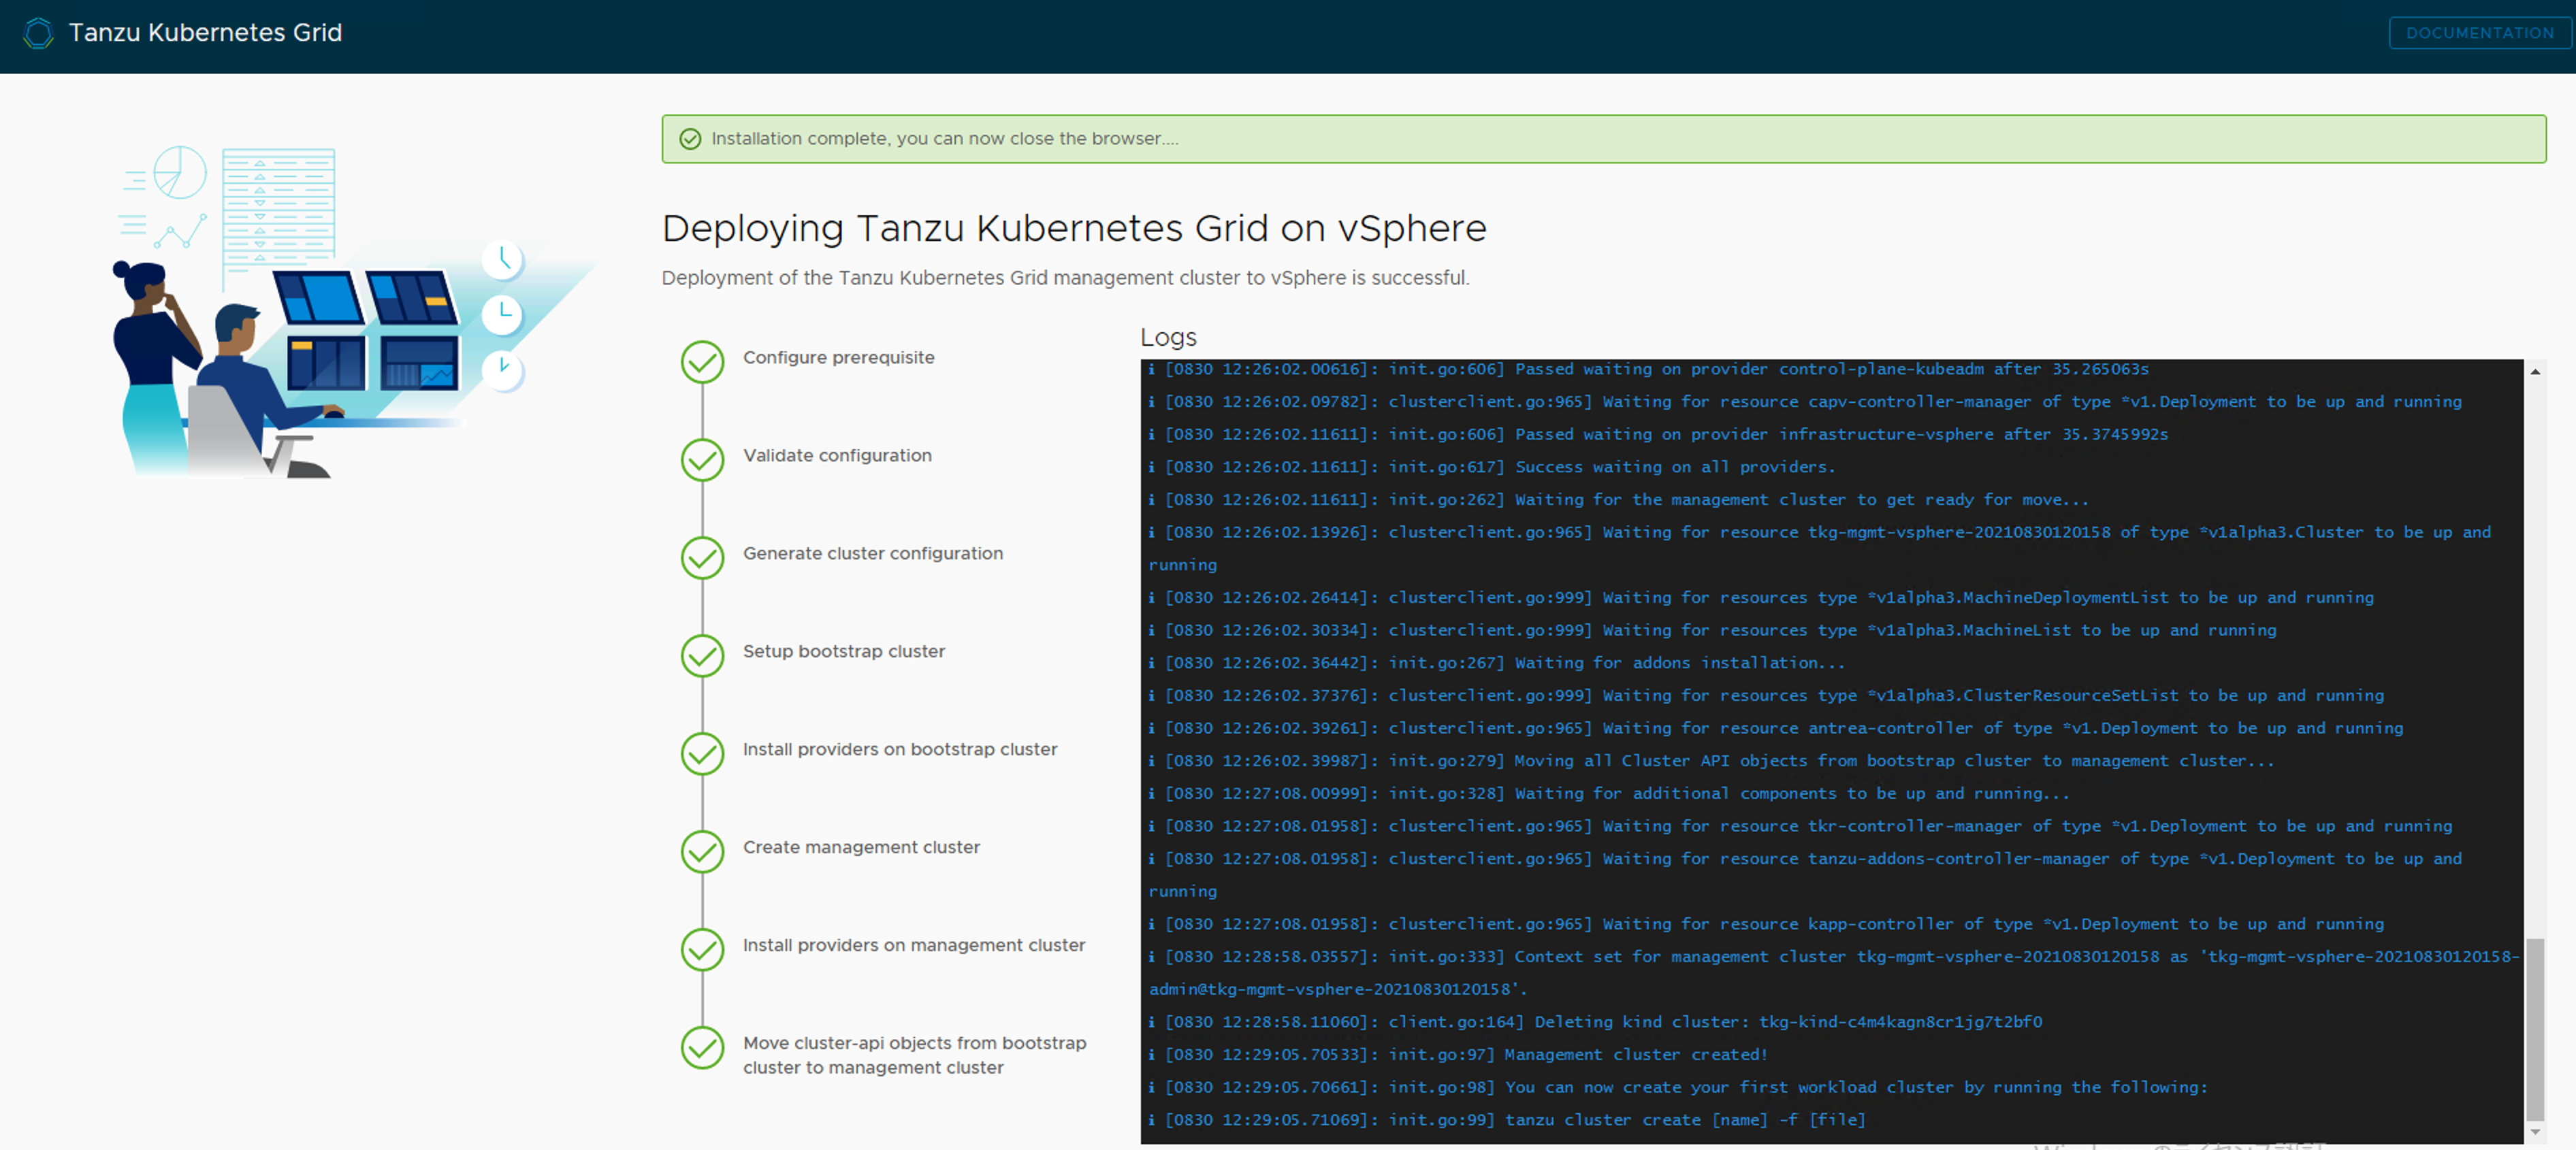 Tanzu Kubernetes Grid
DOCUMENTATION
Installation complete, you can now close the browser....
Deploying Tanzu Kubernetes Grid on vSphere
Deployment of the Tanzu Kubernetes Grid management cluster to vSphere is successful.
Configure prerequisite
Validate configuration
Generate cluster configuration
Setup bootstrap cluster
Install providers on bootstrap cluster
Create management cluster
Install providers on management cluster
Move cluster-api objects from bootstrap
cluster to management cluster
Logs
ℹ [0830 12:26:02.00616]: init.go:606] Passed waiting on provider control-plane-kubeadm after 35.265063s
ℹ [0830 12:26:02.09782]: clusterclient.go:965] Waiting for resource capv-controller-manager of type *v1.Deployment to be up and running
ℹ [0830 12:26:02.11611]: init.go:606] Passed waiting on provider infrastructure-vsphere after 35.3745992s
ℹ [0830 12:26:02.11611]: init.go:617] Success waiting on all providers.
ℹ [0830 12:26:02.11611]: init.go:262] Waiting for the management cluster to get ready for move...
ℹ [0830 12:26:02.13926]: clusterclient.go:965] Waiting for resource tkg-mgmt-vsphere-20210830120158 of type *v1alpha3.Cluster to be up and
running
ℹ [0830 12:26:02.26414]: clusterclient.go:999] Waiting for resources type *v1alpha3.MachineDeploymentList to be up and running
ℹ [0830 12:26:02.30334]: clusterclient.go:999] Waiting for resources type *v1alpha3.MachineList to be up and running
ℹ [0830 12:26:02.36442]: init.go:267] Waiting for addons installation...
ℹ [0830 12:26:02.37376]: clusterclient.go:999] Waiting for resources type *v1alpha3.ClusterResourceSetList to be up and running
ℹ [0830 12:26:02.39261]: clusterclient.go:965] Waiting for resource antrea-controller of type *v1.Deployment to be up and running
ℹ [0830 12:26:02.39987]: init.go:279] Moving all Cluster API objects from bootstrap cluster to management cluster...
ℹ [0830 12:27:08.00999]: init.go:328] Waiting for additional components to be up and running...
ℹ [0830 12:27:08.01958]: clusterclient.go:965] Waiting for resource tkr-controller-manager of type *v1.Deployment to be up and running
ℹ [0830 12:27:08.01958]: clusterclient.go:965] Waiting for resource tanzu-addons-controller-manager of type *v1.Deployment to be up and
running
ℹ [0830 12:27:08.01958]: clusterclient.go:965] Waiting for resource kapp-controller of type *v1.Deployment to be up and running
ℹ [0830 12:28:58.03557]: init.go:333] Context set for management cluster tkg-mgmt-vsphere-20210830120158 as 'tkg-mgmt-vsphere-20210830120158-
admin@tkg-mgmt-vsphere-20210830120158'.
ℹ [0830 12:28:58.11060]: client.go:164] Deleting kind cluster: tkg-kind-c4m4kagn8cr1jg7t2bf0
ℹ [0830 12:29:05.70533]: init.go:97] Management cluster created!
ℹ [0830 12:29:05.70661]: init.go:98] You can now create your first workload cluster by running the following:
ℹ [0830 12:29:05.71069]: init.go:99] tanzu cluster create [name] -f [file]